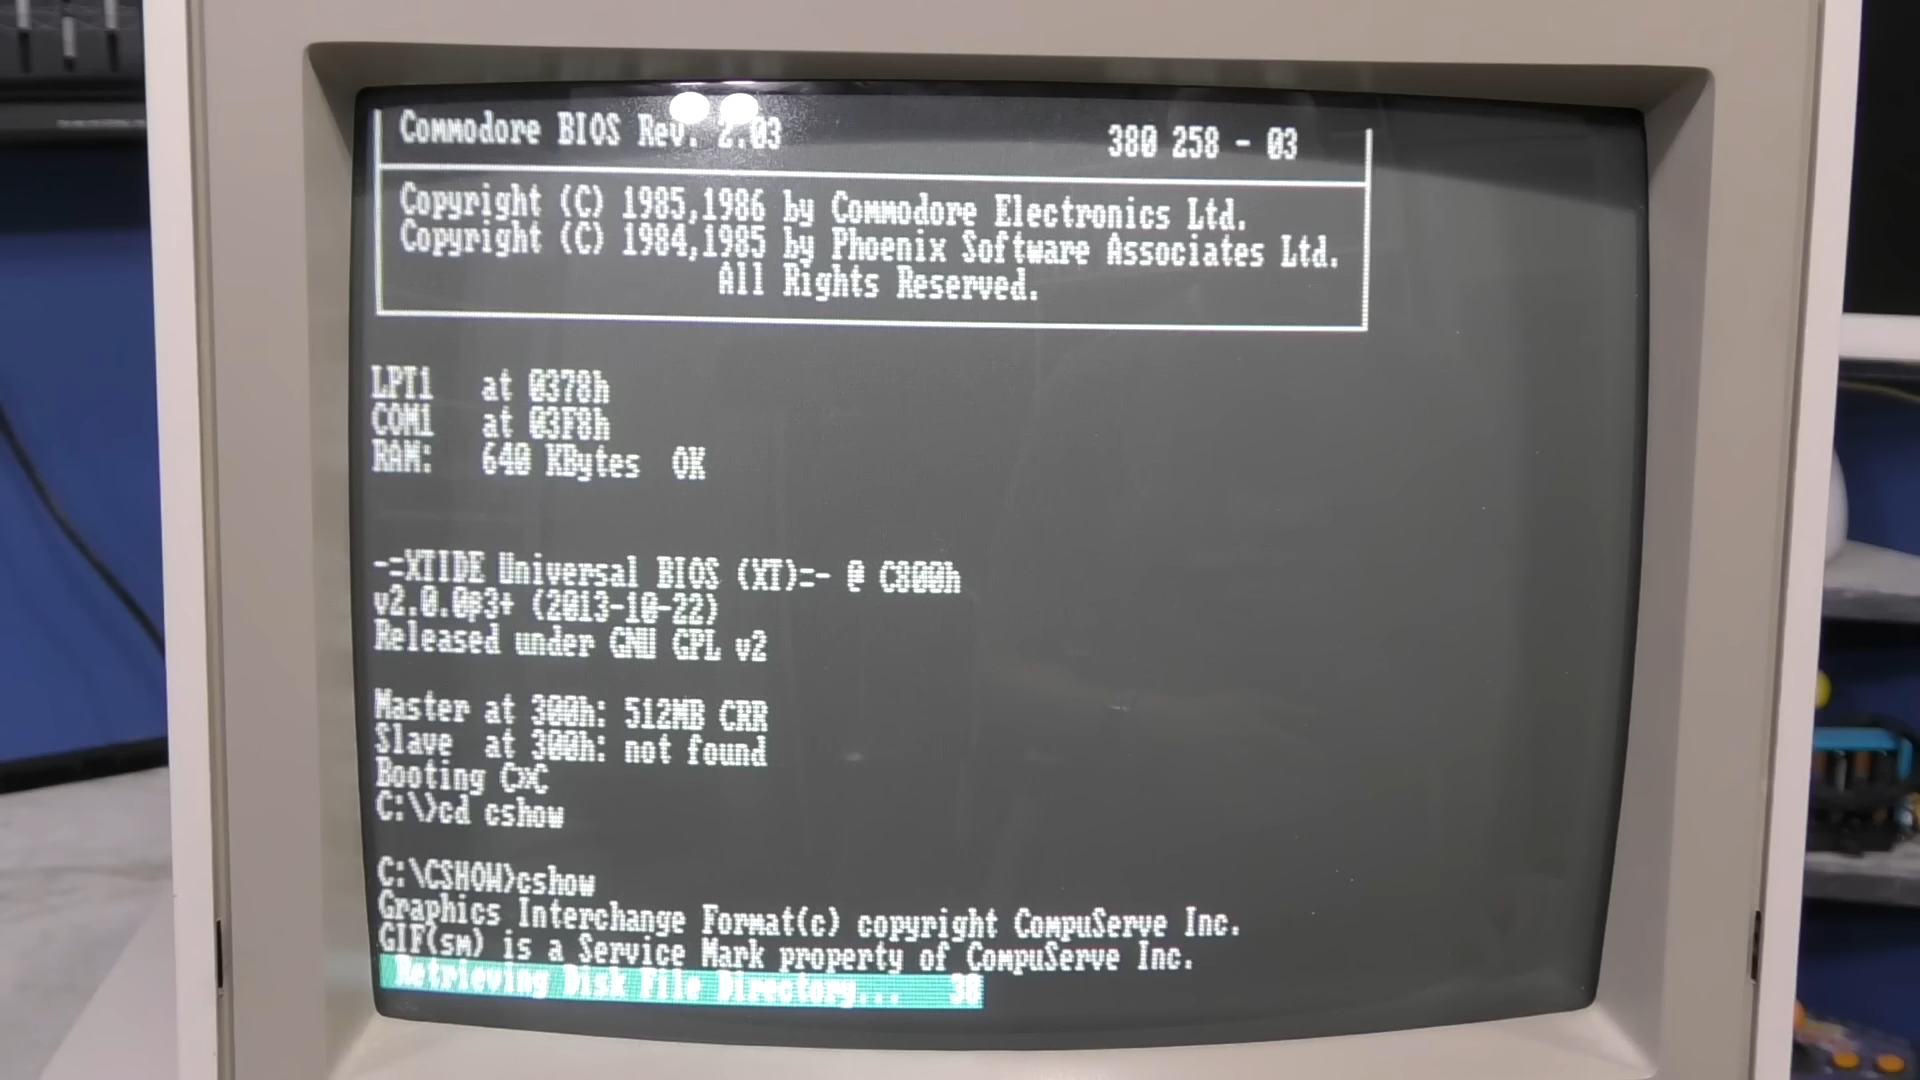 Commodore BIOS Rev. 2.03 380 258 - 03
Copyright (C) 1985,1986 by Commodore Electronics Ltd.
Copyright (C) 1984,1985 by Phoenix Software Associates Ltd.
All Rights Reserved.
LPT1 at 0378h
COM1 at 03F8h
RAM: 640 KBytes OK
-=XTIDE Universal BIOS (XT)=- @ C800h
v2.0.0β3+ (2013-10-22)
Released under GNU GPL v2
Master at 300h: 512MB CRR
Slave at 300h: not found
Booting C»C
C:\>cd cshow
C:\CSHOW>cshow
Graphics Interchange Format(c) copyright CompuServe Inc.
GIF(sm) is a Service Mark property of CompuServe Inc.
Retrieving Disk File Directory... 38